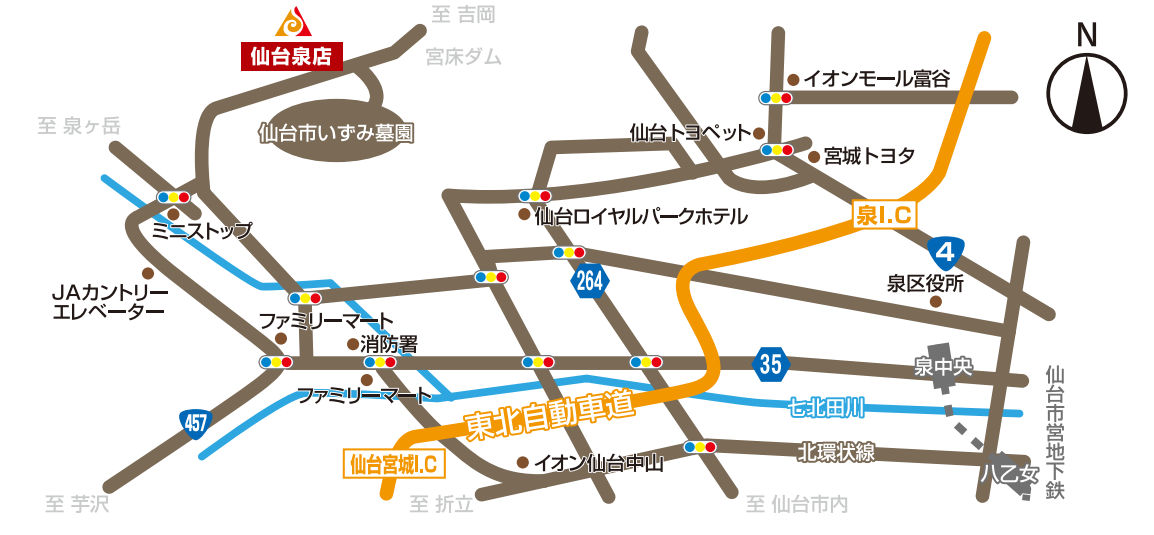 至 吉岡
仙台泉店
宮床ダム
N
イオンモール富谷
至 泉ヶ岳
仙台市いずみ墓園
仙台トヨペット
宮城トヨタ
ミニストップ
仙台ロイヤルパークホテル
泉I.C
4
264
泉区役所
JAカントリー
エレベーター
ファミリーマート
消防署
35
泉中央
ファミリーマート
457
東北自動車道
七北田川
仙台市営地下鉄
仙台宮城I.C
イオン仙台中山
北環状線
八乙女
至 芋沢
至 折立
至 仙台市内